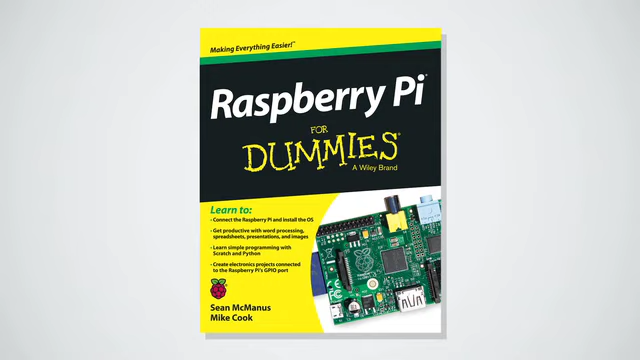 Making Everything Easier!™
Raspberry Pi®
FOR
DUMMIES®
A Wiley Brand
Learn to:
• Connect the Raspberry Pi and install the OS
• Get productive with word processing,
spreadsheets, presentations, and images
• Learn simple programming with
Scratch and Python
• Create electronics projects connected
to the Raspberry Pi's GPIO port
Sean McManus
Mike Cook